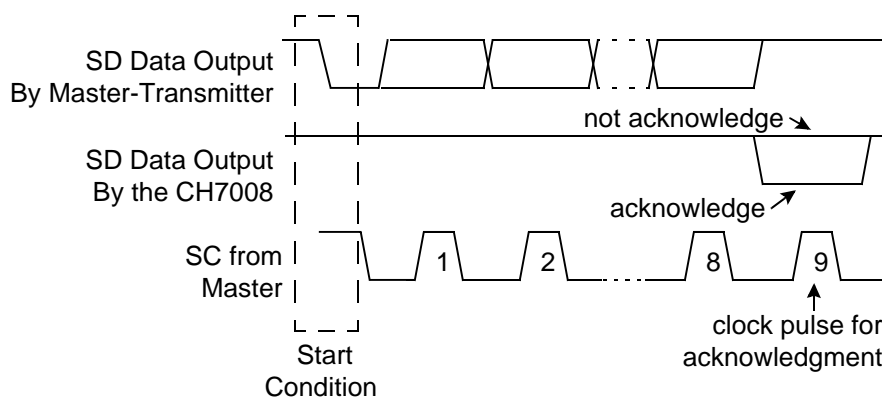 SD Data Output
By Master-Transmitter
not acknowledge
SD Data Output
By the CH7008
acknowledge
SC from
Master
1
2
8
9
clock pulse for
acknowledgment
Start
Condition